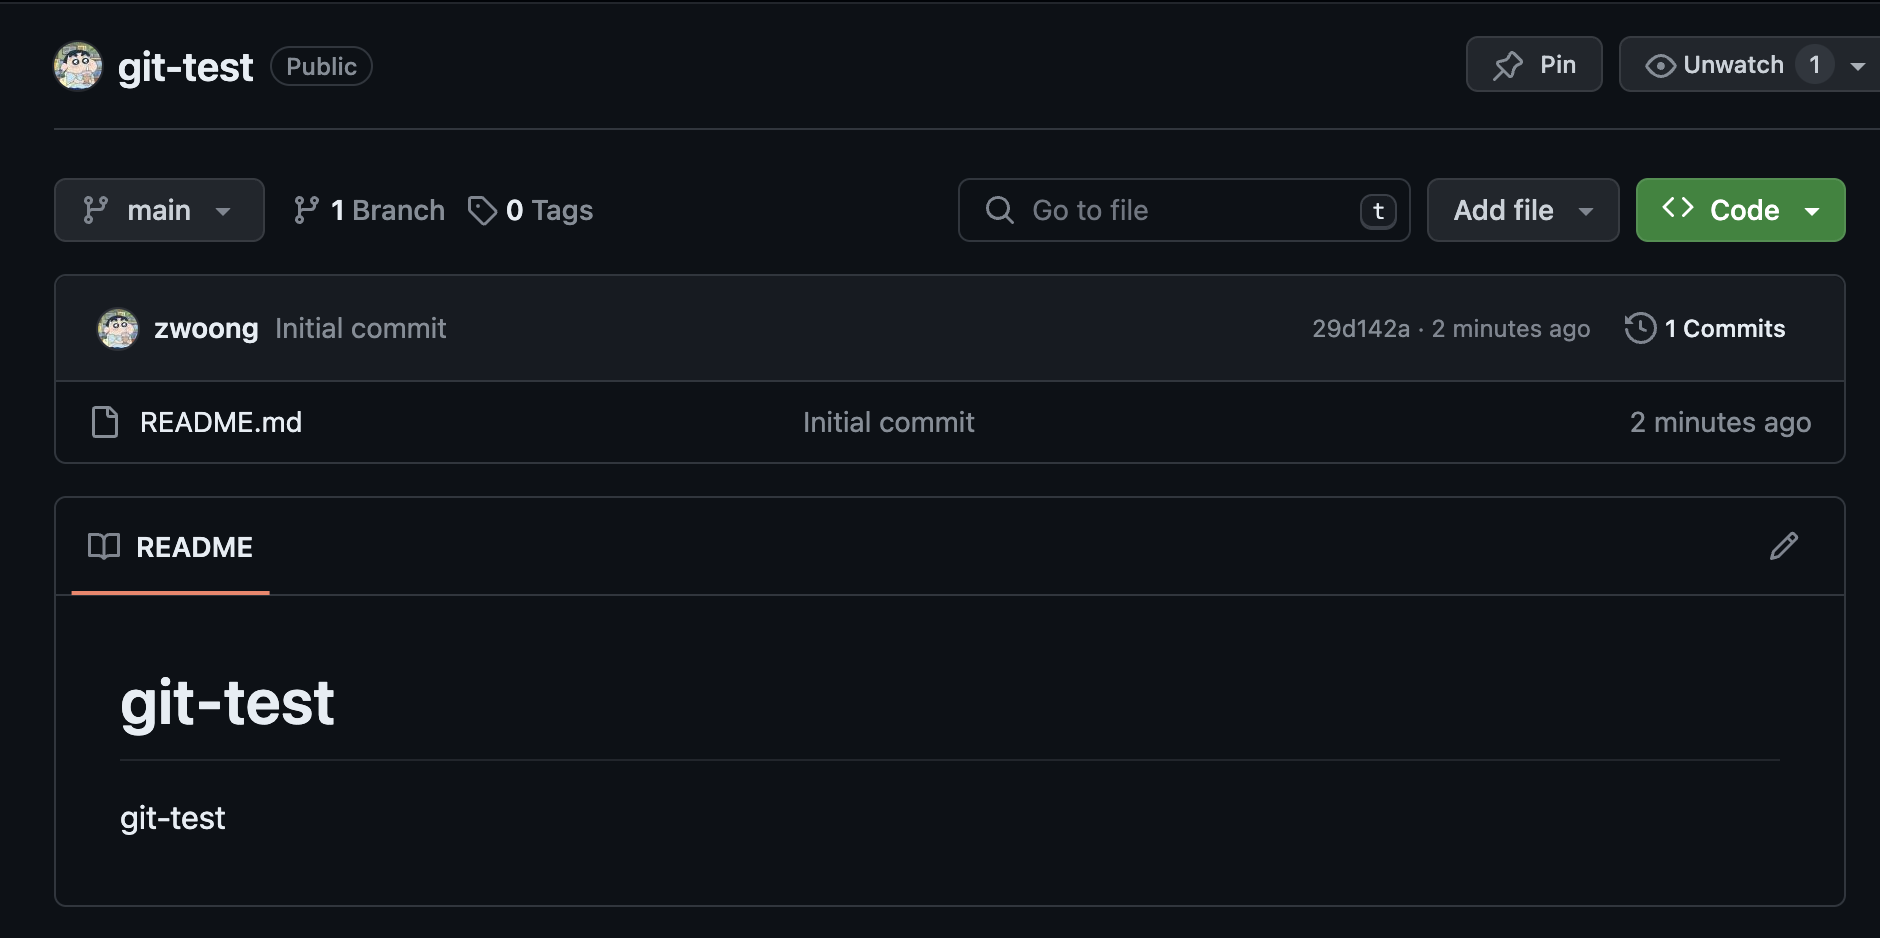 git-test Public Pin Unwatch 1
main 1 Branch 0 Tags Go to file t Add file <> Code
zwoong Initial commit 29d142a · 2 minutes ago 1 Commits
README.md Initial commit 2 minutes ago
README
git-test
git-test